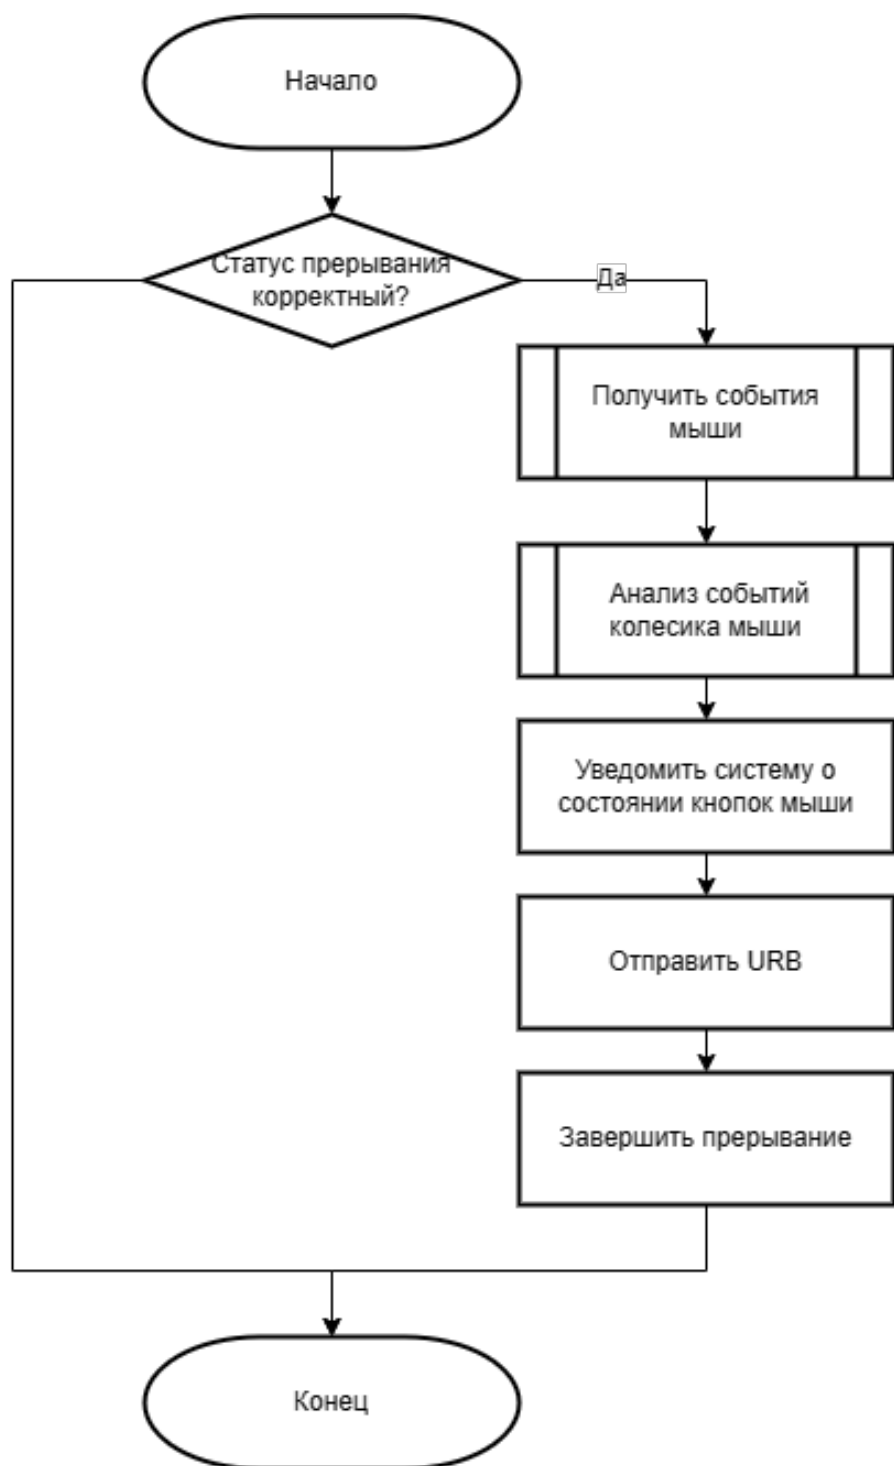 Начало
Статус прерывания
корректный?
Да
Получить события
мыши
Анализ событий
колесика мыши
Уведомить систему о
состоянии кнопок мыши
Отправить URB
Завершить прерывание
Конец